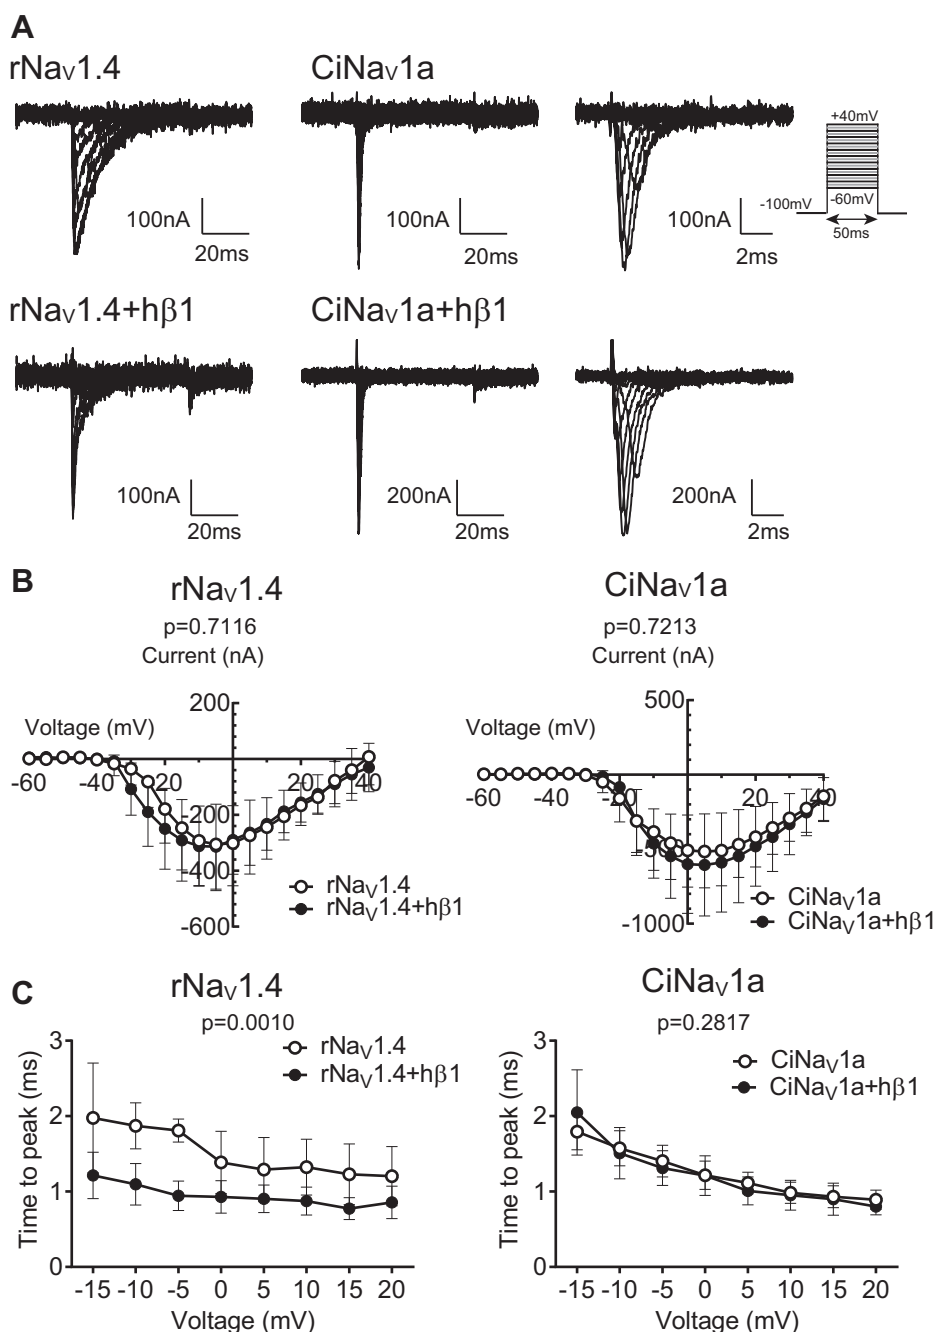 A
rNaV1.4
CiNaV1a
+40mV
-100mV
-60mV
50ms
100nA
20ms
100nA
20ms
100nA
2ms
rNaV1.4+hβ1
CiNaV1a+hβ1
100nA
20ms
200nA
20ms
200nA
2ms
B
rNaV1.4
p=0.7116
Current (nA)
200
Voltage (mV)
-60 -40 -20 20 40
-200
-400
-600
rNaV1.4
rNaV1.4+hβ1
CiNaV1a
p=0.7213
Current (nA)
500
Voltage (mV)
-60 -40 -20 20 40
-500
-1000
CiNaV1a
CiNaV1a+hβ1
C
rNaV1.4
p=0.0010
rNaV1.4
rNaV1.4+hβ1
Time to peak (ms)
3
2
1
0
-15 -10 -5 0 5 10 15 20
Voltage (mV)
CiNaV1a
p=0.2817
CiNaV1a
CiNaV1a+hβ1
Time to peak (ms)
3
2
1
0
-15 -10 -5 0 5 10 15 20
Voltage (mV)